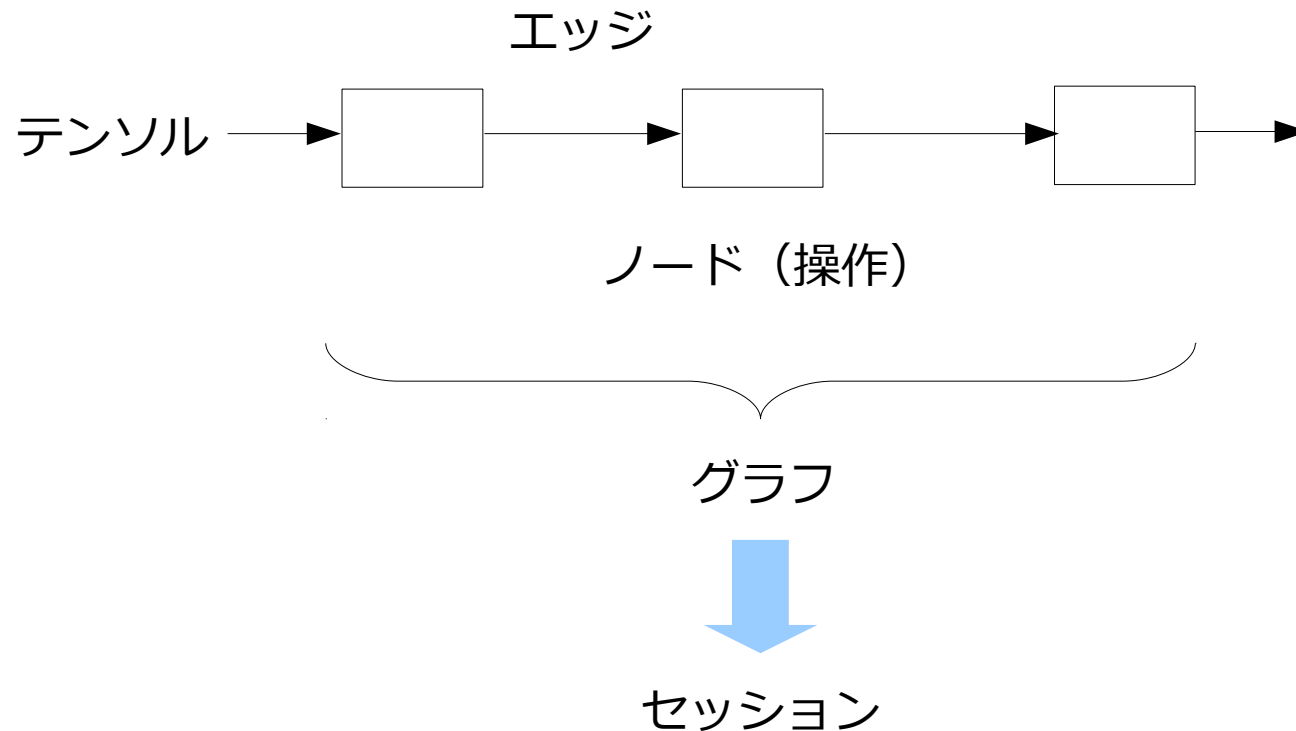 エッジ
テンソル
ノード（操作）
グラフ
セッション